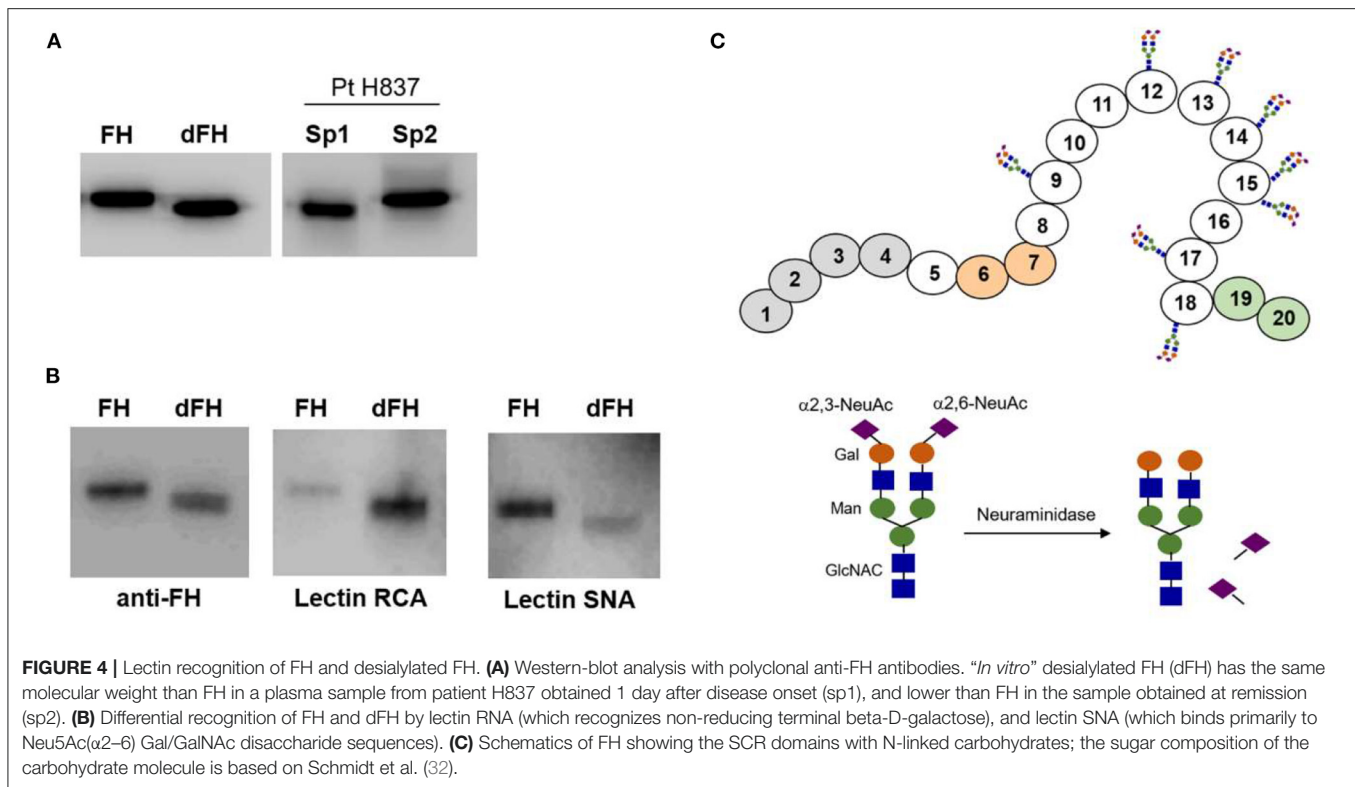 A
Pt H837
FH dFH Sp1 Sp2
B
FH dFH FH dFH FH dFH
anti-FH Lectin RCA Lectin SNA
C
1 2 3 4 5 6 7 8 9 10 11 12 13 14 15 16 17 18 19 20
α2,3-NeuAc α2,6-NeuAc
Gal
Man
GlcNAC
Neuraminidase
FIGURE 4 | Lectin recognition of FH and desialylated FH. (A) Western-blot analysis with polyclonal anti-FH antibodies. “In vitro” desialylated FH (dFH) has the same
molecular weight than FH in a plasma sample from patient H837 obtained 1 day after disease onset (sp1), and lower than FH in the sample obtained at remission
(sp2). (B) Differential recognition of FH and dFH by lectin RNA (which recognizes non-reducing terminal beta-D-galactose), and lectin SNA (which binds primarily to
Neu5Ac(α2–6) Gal/GalNAc disaccharide sequences). (C) Schematics of FH showing the SCR domains with N-linked carbohydrates; the sugar composition of the
carbohydrate molecule is based on Schmidt et al. (32).